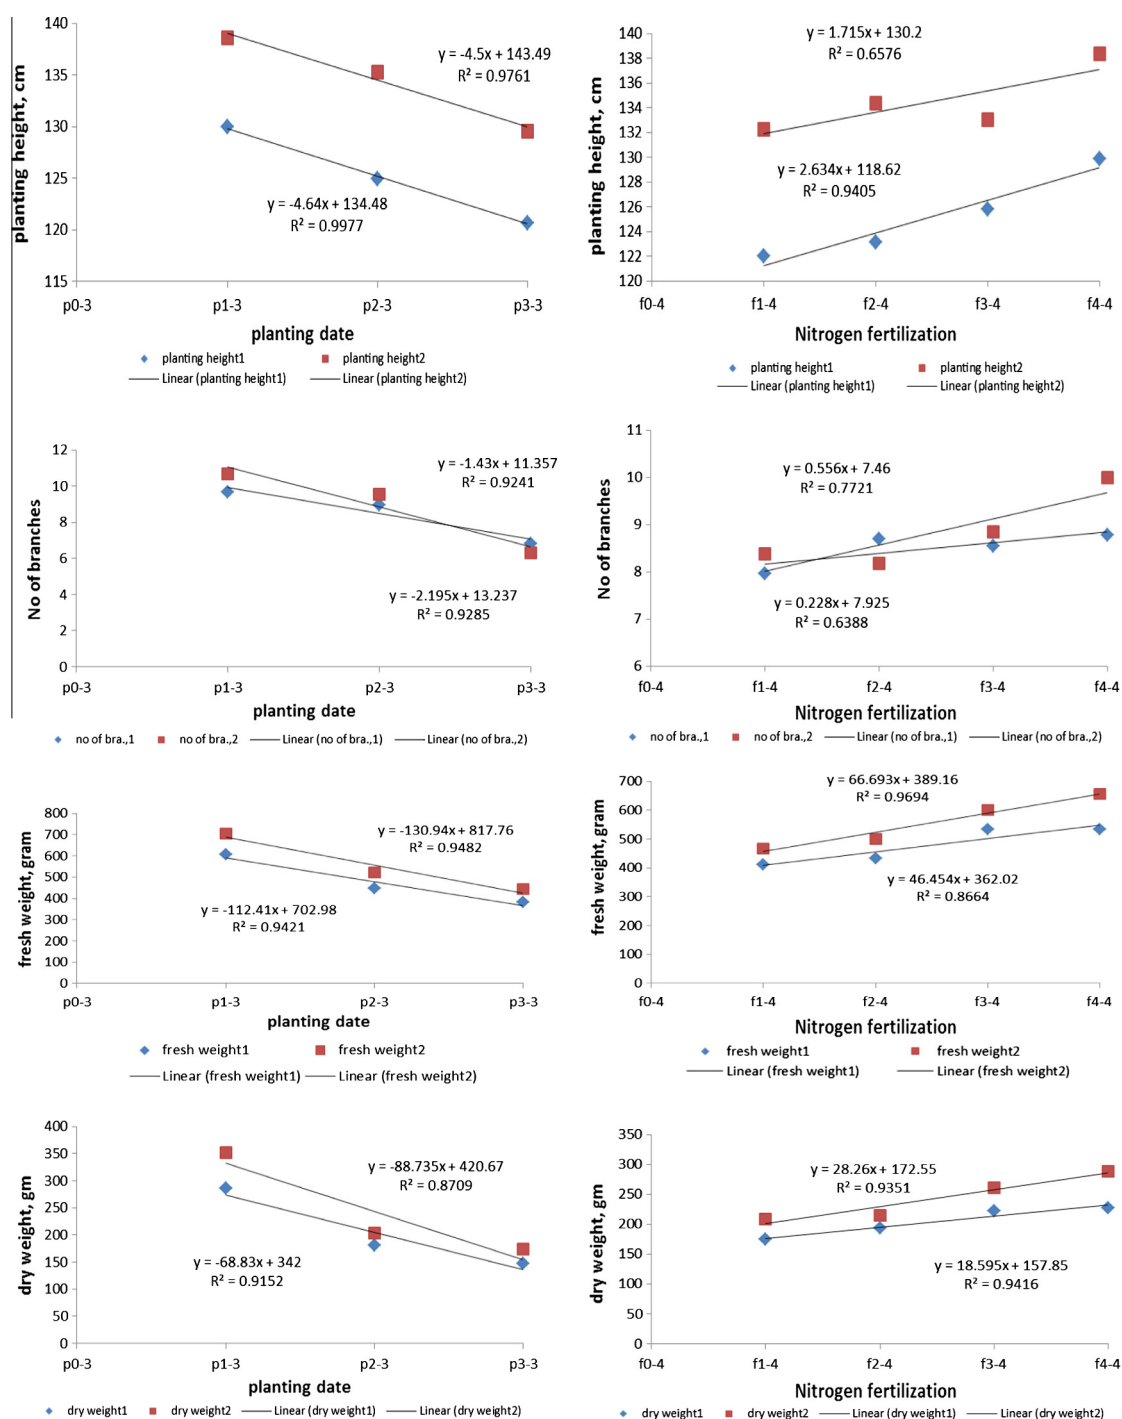 140
135
130
125
120
115
planting height, cm
y = -4.5x + 143.49
R² = 0.9761
y = -4.64x + 134.48
R² = 0.9977
p0-3 p1-3 p2-3 p3-3
planting date
planting height1 planting height2
Linear (planting height1) Linear (planting height2)
140
138
136
134
132
130
128
126
124
122
120
planting height, cm
y = 1.715x + 130.2
R² = 0.6576
y = 2.634x + 118.62
R² = 0.9405
f0-4 f1-4 f2-4 f3-4 f4-4
Nitrogen fertilization
planting height1 planting height2
Linear (planting height1) Linear (planting height2)
12
10
8
6
4
2
0
No of branches
y = -1.43x + 11.357
R² = 0.9241
y = -2.195x + 13.237
R² = 0.9285
p0-3 p1-3 p2-3 p3-3
planting date
no of bra.,1 no of bra.,2 Linear (no of bra.,1) Linear (no of bra.,2)
11
10
9
8
7
6
No of branches
y = 0.556x + 7.46
R² = 0.7721
y = 0.228x + 7.925
R² = 0.6388
f0-4 f1-4 f2-4 f3-4 f4-4
Nitrogen fertilization
no of bra.,1 no of bra.,2 Linear (no of bra.,1) Linear (no of bra.,2)
800
700
600
500
400
300
200
100
0
fresh weight, gram
y = -130.94x + 817.76
R² = 0.9482
y = -112.41x + 702.98
R² = 0.9421
p0-3 p1-3 p2-3 p3-3
planting date
fresh weight1 fresh weight2
Linear (fresh weight1) Linear (fresh weight2)
700
600
500
400
300
200
100
0
fresh weight, gram
y = 66.693x + 389.16
R² = 0.9694
y = 46.454x + 362.02
R² = 0.8664
f0-4 f1-4 f2-4 f3-4 f4-4
Nitrogen fertilization
fresh weight1 fresh weight2
Linear (fresh weight1) Linear (fresh weight2)
400
350
300
250
200
150
100
50
0
dry weight, gm
y = -88.735x + 420.67
R² = 0.8709
y = -68.83x + 342
R² = 0.9152
p0-3 p1-3 p2-3 p3-3
planting date
dry weight1 dry weight2 Linear (dry weight1) Linear (dry weight2)
350
300
250
200
150
100
50
0
dry weight, gm
y = 28.26x + 172.55
R² = 0.9351
y = 18.595x + 157.85
R² = 0.9416
f0-4 f1-4 f2-4 f3-4 f4-4
Nitrogen fertilization
dry weight1 dry weight2 Linear (dry weight1) Linear (dry weight2)